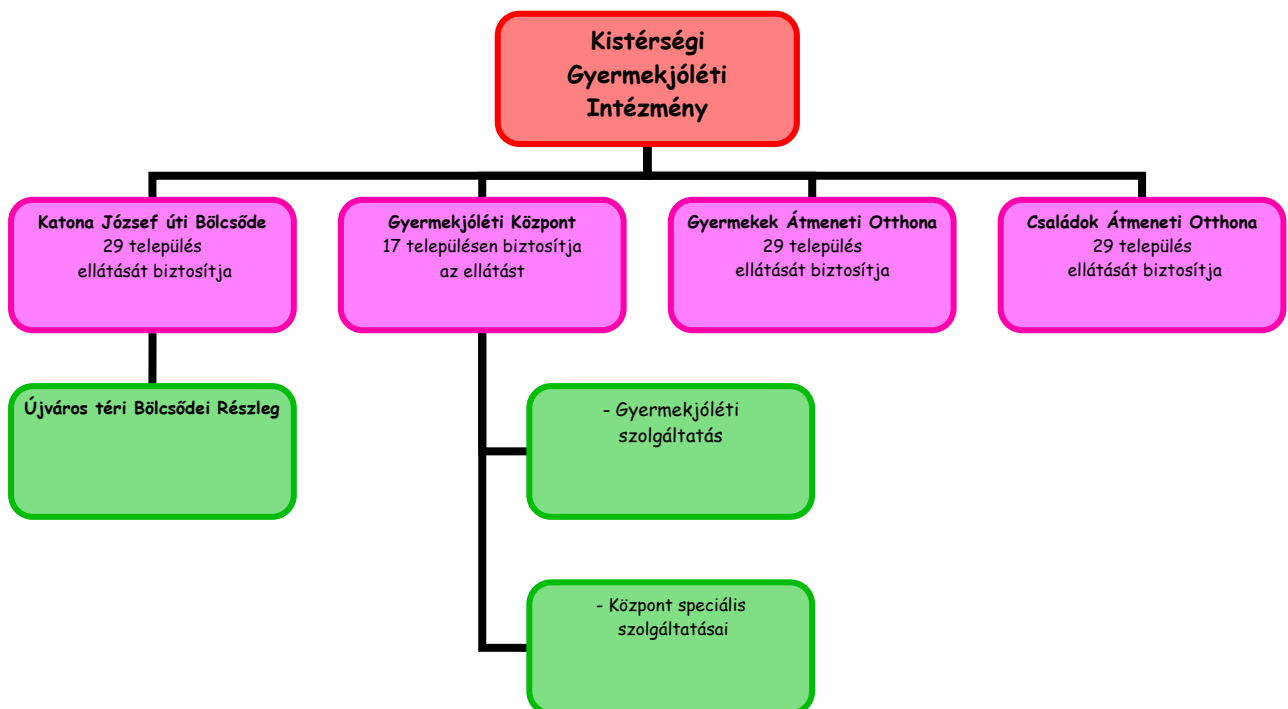 Kistérségi
Gyermekjóléti
Intézmény
Katona József úti Bölcsőde
29 település
ellátását biztosítja
Gyermekjóléti Központ
17 településen biztosítja
az ellátást
Gyermekek Átmeneti Otthona
29 település
ellátását biztosítja
Családok Átmeneti Otthona
29 település
ellátását biztosítja
Újváros téri Bölcsődei Részleg
- Gyermekjóléti
szolgáltatás
- Központ speciális
szolgáltatásai